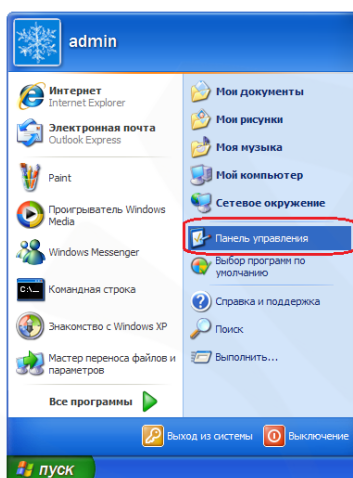 admin
Интернет
Internet Explorer
Электронная почта
Outlook Express
Paint
Проигрыватель Windows
Media
Windows Messenger
C:\_
Командная строка
Знакомство с Windows XP
Мастер переноса файлов и
параметров
Все программы
Мои документы
Мои рисунки
Моя музыка
Мой компьютер
Сетевое окружение
Панель управления
Выбор программ по
умолчанию
Справка и поддержка
Поиск
Выполнить...
Выход из системы
Выключение
пуск